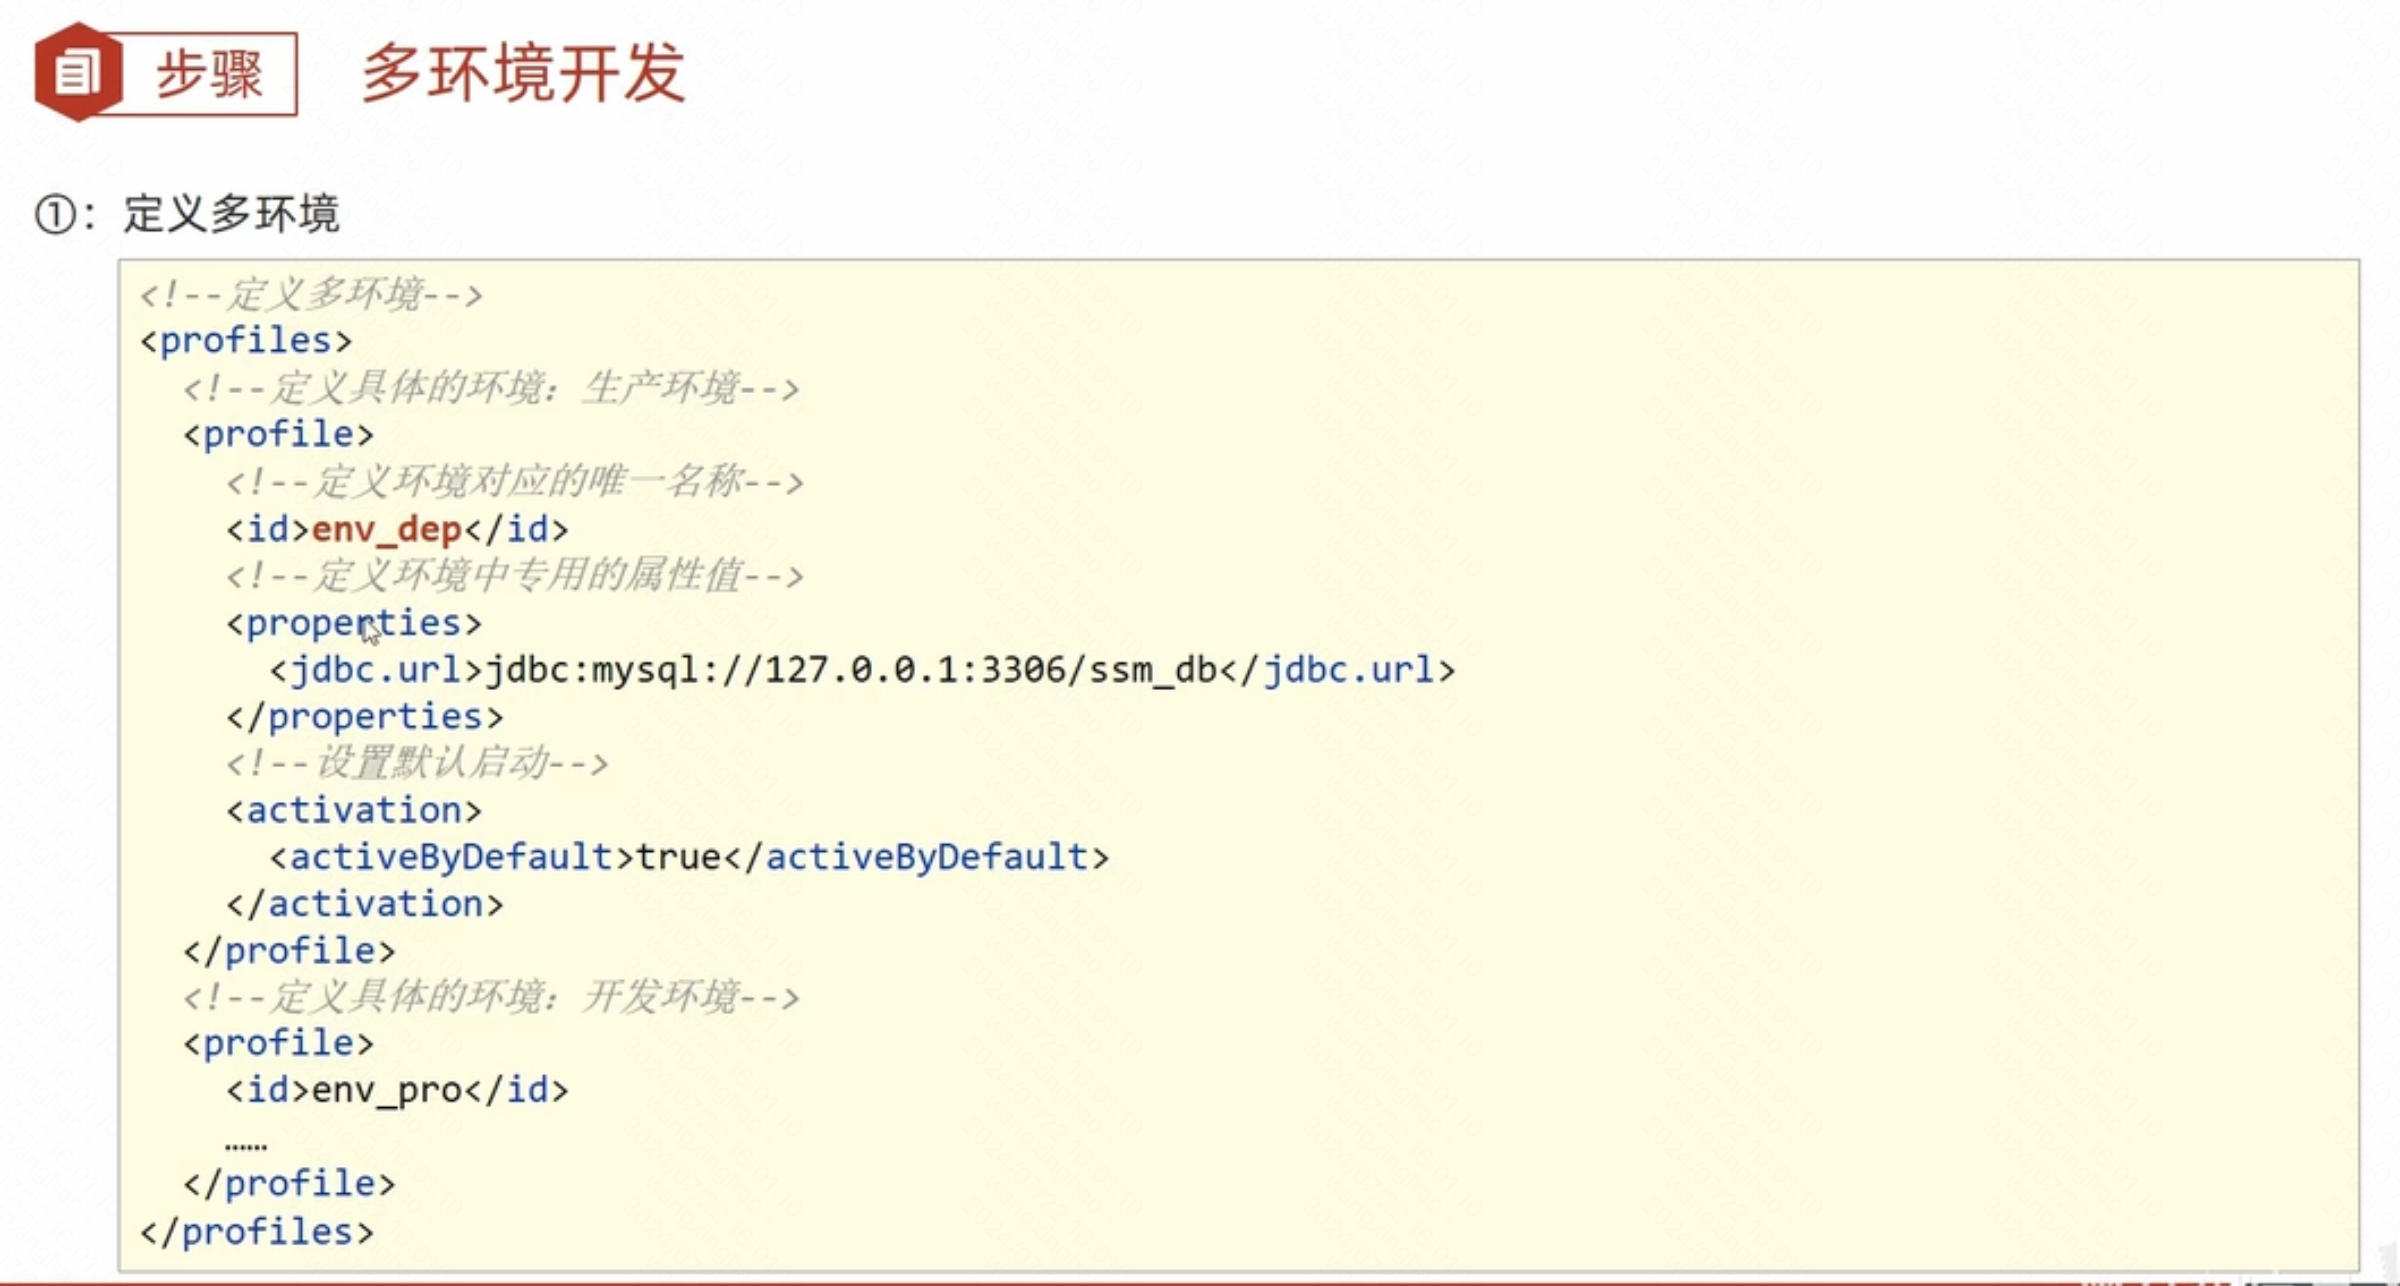 步骤 多环境开发
①：定义多环境
<!--定义多环境-->
<profiles>
<!--定义具体的环境：生产环境-->
<profile>
<!--定义环境对应的唯一名称-->
<id>env_dep</id>
<!--定义环境中专用的属性值-->
<properties>
<jdbc.url>jdbc:mysql://127.0.0.1:3306/ssm_db</jdbc.url>
</properties>
<!--设置默认启动-->
<activation>
<activeByDefault>true</activeByDefault>
</activation>
</profile>
<!--定义具体的环境：开发环境-->
<profile>
<id>env_pro</id>
……
</profile>
</profiles>